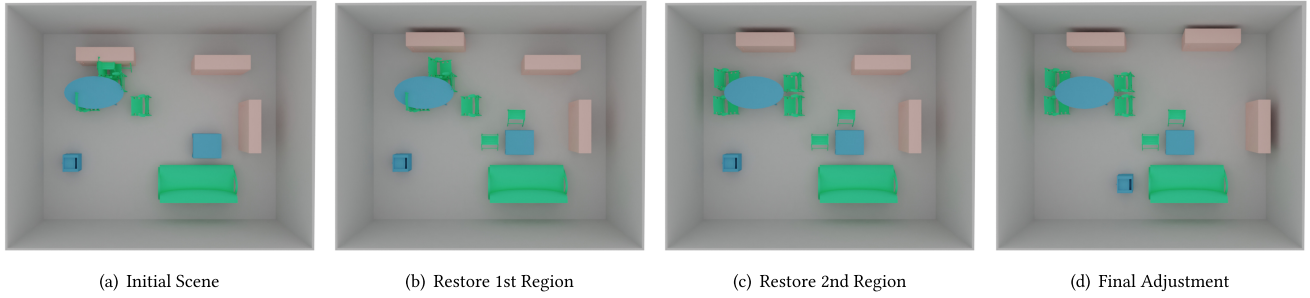 (a) Initial Scene
(b) Restore 1st Region
(c) Restore 2nd Region
(d) Final Adjustment